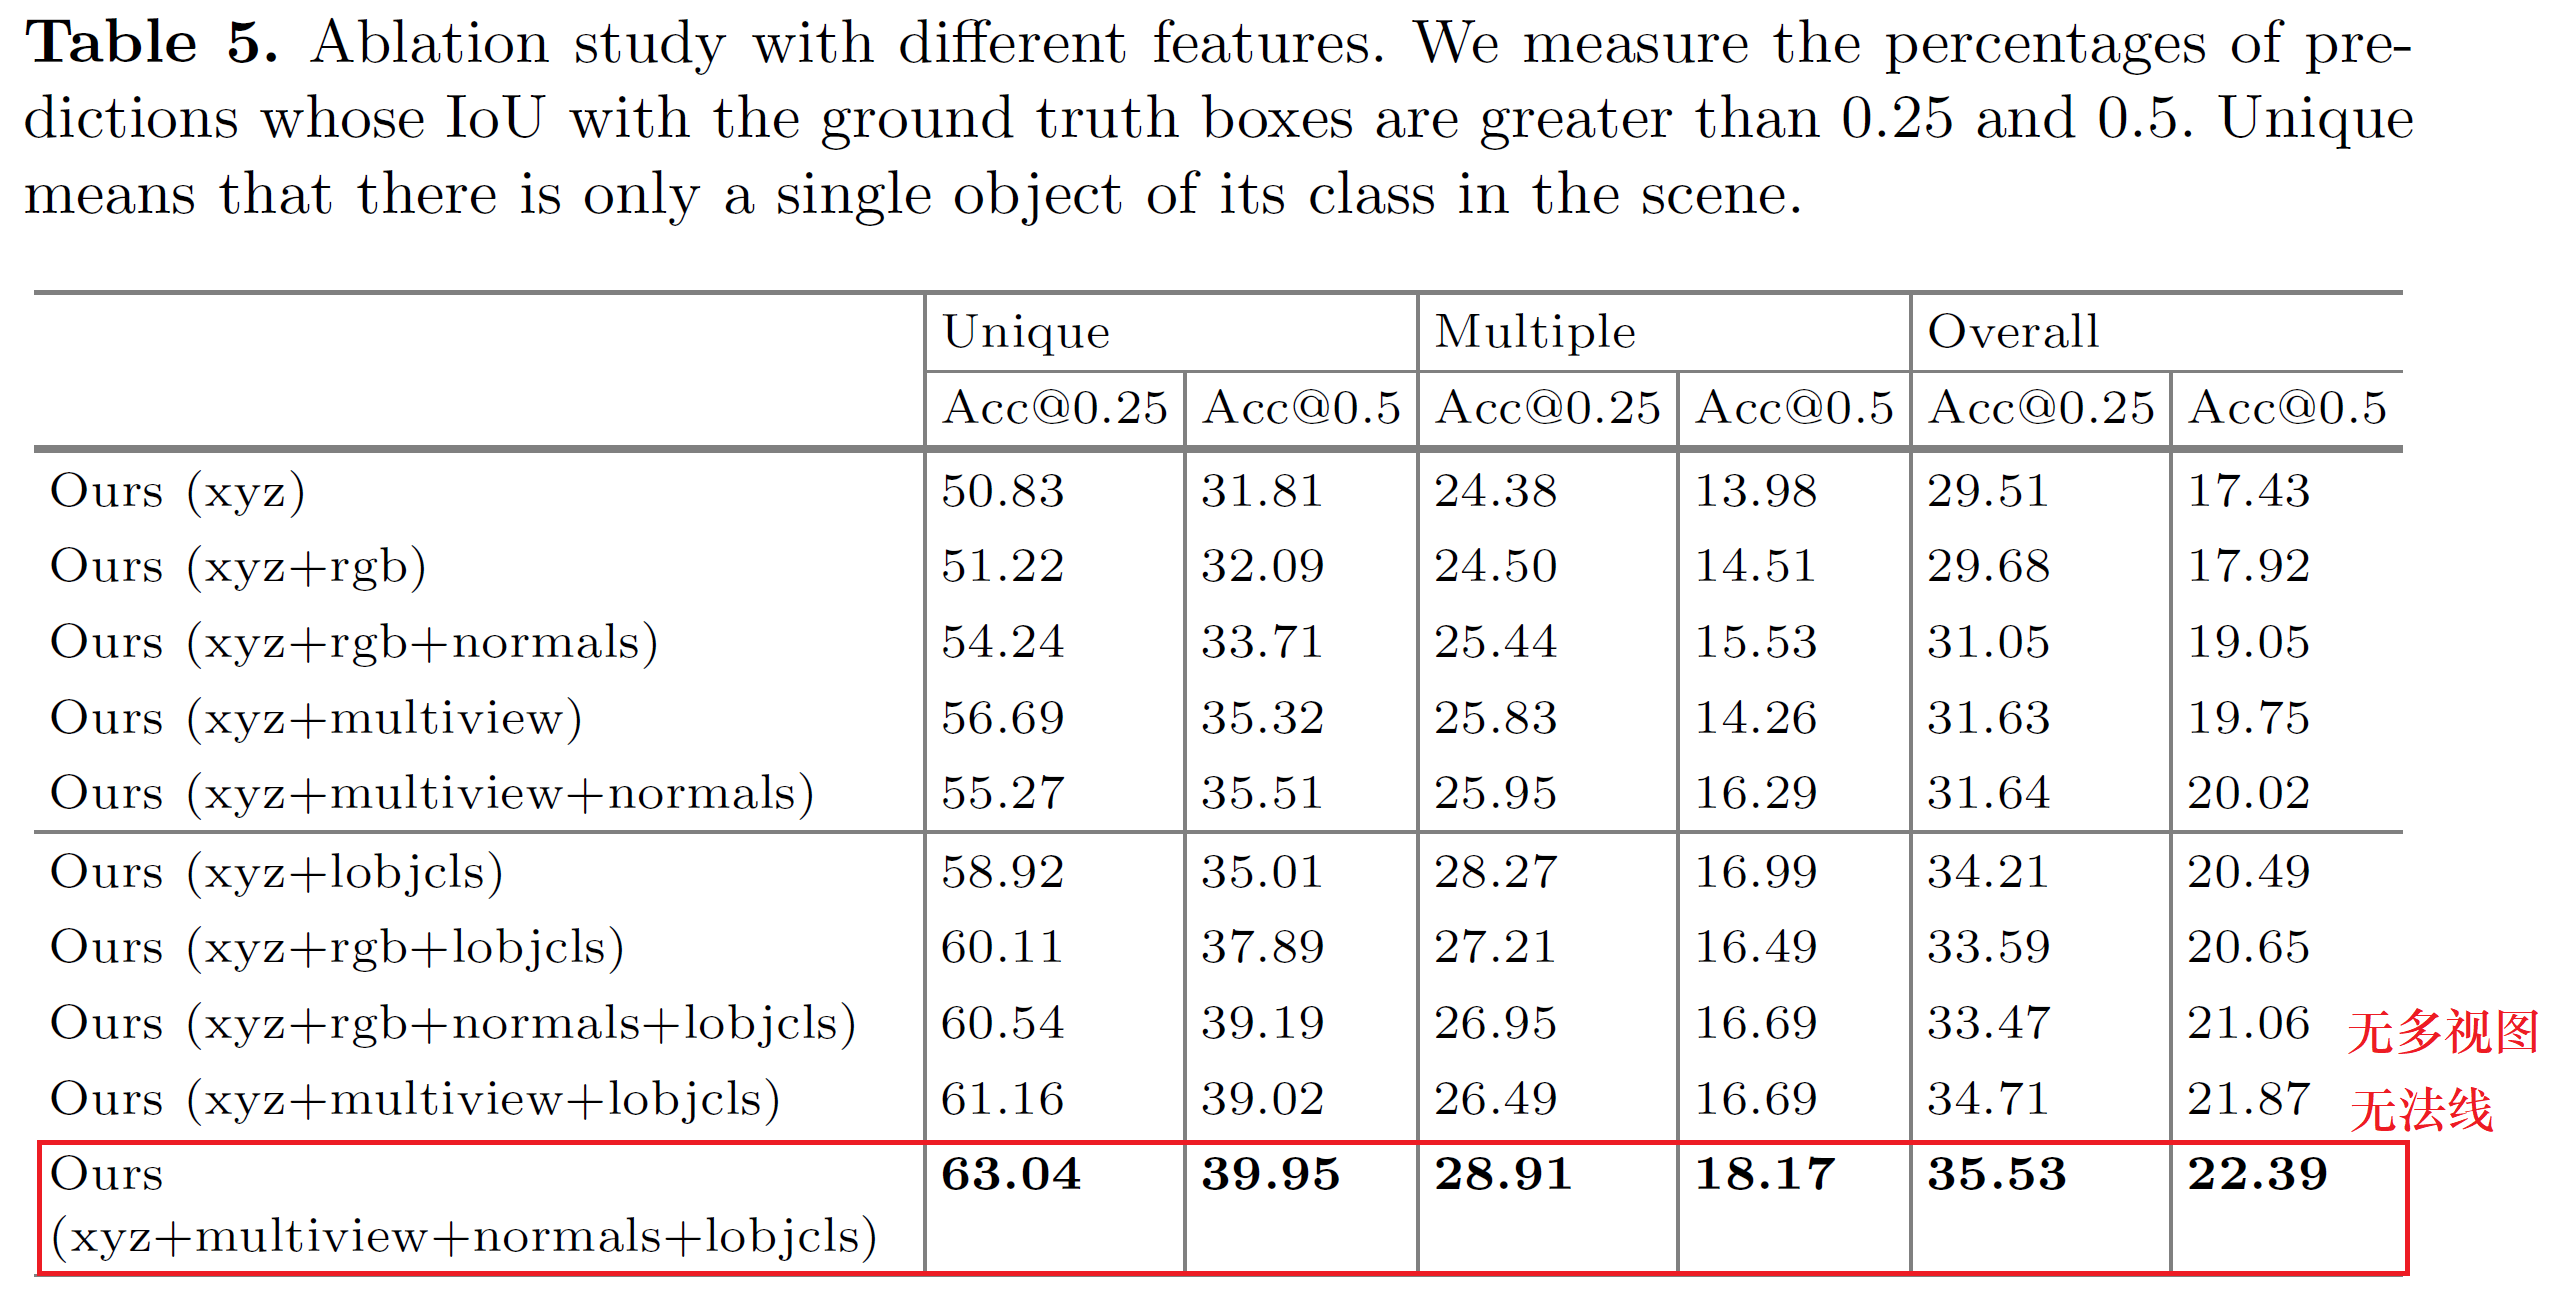 Table 5. Ablation study with different features. We measure the percentages of pre-
dictions whose IoU with the ground truth boxes are greater than 0.25 and 0.5. Unique
means that there is only a single object of its class in the scene.
Unique Multiple Overall
Acc@0.25 Acc@0.5 Acc@0.25 Acc@0.5 Acc@0.25 Acc@0.5
Ours (xyz) 50.83 31.81 24.38 13.98 29.51 17.43
Ours (xyz+rgb) 51.22 32.09 24.50 14.51 29.68 17.92
Ours (xyz+rgb+normals) 54.24 33.71 25.44 15.53 31.05 19.05
Ours (xyz+multiview) 56.69 35.32 25.83 14.26 31.63 19.75
Ours (xyz+multiview+normals) 55.27 35.51 25.95 16.29 31.64 20.02
Ours (xyz+lobjcls) 58.92 35.01 28.27 16.99 34.21 20.49
Ours (xyz+rgb+lobjcls) 60.11 37.89 27.21 16.49 33.59 20.65
Ours (xyz+rgb+normals+lobjcls) 60.54 39.19 26.95 16.69 33.47 21.06 无多视图
Ours (xyz+multiview+lobjcls) 61.16 39.02 26.49 16.69 34.71 21.87 无法线
Ours 63.04 39.95 28.91 18.17 35.53 22.39
(xyz+multiview+normals+lobjcls)